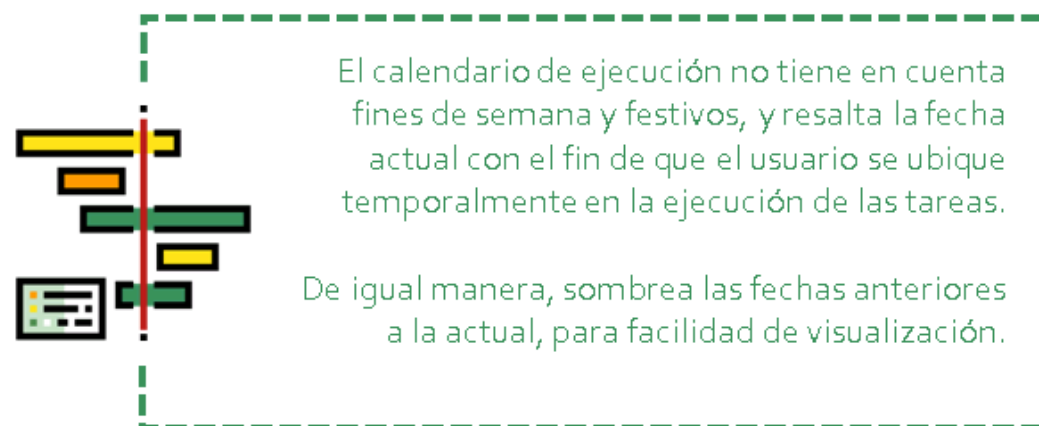 El calendario de ejecución no tiene en cuenta
fines de semana y festivos, y resalta la fecha
actual con el fin de que el usuario se ubique
temporalmente en la ejecución de las tareas.
De igual manera, sombrea las fechas anteriores
a la actual, para facilidad de visualización.